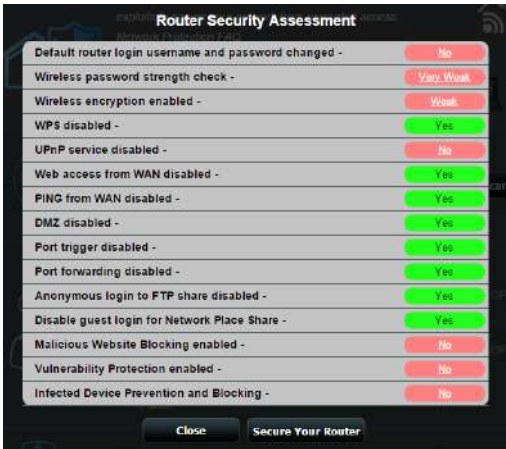 Router Security Assessment
Network Protection FAQ
Default router login username and password changed - No
Wireless password strength check - Very Weak
Wireless encryption enabled - Weak
WPS disabled - Yes
UPnP service disabled - No
Web access from WAN disabled - Yes
PING from WAN disabled - Yes
DMZ disabled - Yes
Port trigger disabled - Yes
Port forwarding disabled - Yes
Anonymous login to FTP share disabled - Yes
Disable guest login for Network Place Share - Yes
Malicious Website Blocking enabled - No
Vulnerability Protection enabled - No
Infected Device Prevention and Blocking - No
Close Secure Your Router